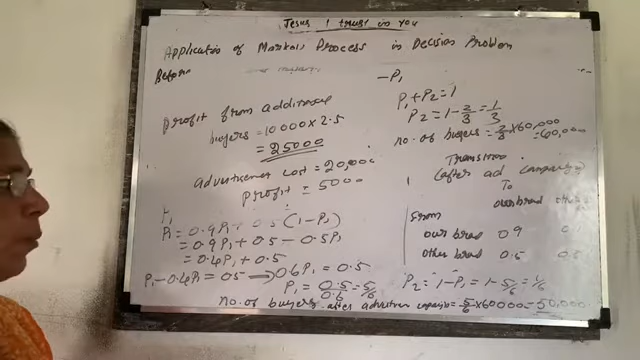 Jesus I trust in you
Application of Markov Process in Decision Problem
Before
Profit from additional
buyers = 10000 × 2.5
= 25000
Advertisement cost = 20,000
Profit = 5000
P₁ = 0.9P₁ + 0.5 (1-P₁)
= 0.9P₁ + 0.5 - 0.5P₁
= 0.4P₁ + 0.5
P₁ - 0.4P₁ = 0.5 → 0.6P₁ = 0.5
P₁ = 0.5/0.6 = 5/6
-P₁
P₁ + P₂ = 1
P₂ = 1 - 2/3 = 1/3
no. of buyers = 2/3 × 60,000
= 40,000
Transition
(after ad campaign)
To
our brand other
From
our brand 0.9
other brand 0.5 0.5
P₂ = 1 - P₁ = 1 - 5/6 = 1/6
no. of buyers after = 5/6 × 60000 = 50,000